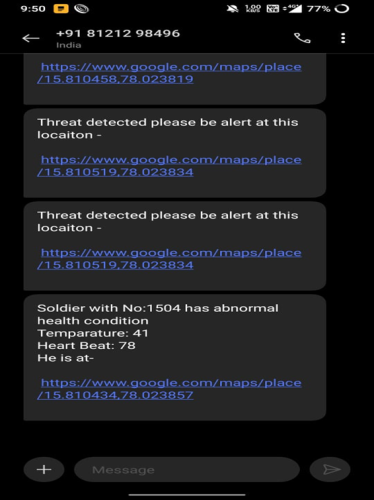 9:50 1.00 KB/S 4G 77%
+91 81212 98496
India
https://www.google.com/maps/place
/15.810458,78.023819
Threat detected please be alert at this
locaiton -
https://www.google.com/maps/place
/15.810519,78.023834
Threat detected please be alert at this
locaiton -
https://www.google.com/maps/place
/15.810519,78.023834
Soldier with No:1504 has abnormal
health condition
Temparature: 41
Heart Beat: 78
He is at-
https://www.google.com/maps/place
/15.810434,78.023857
Message